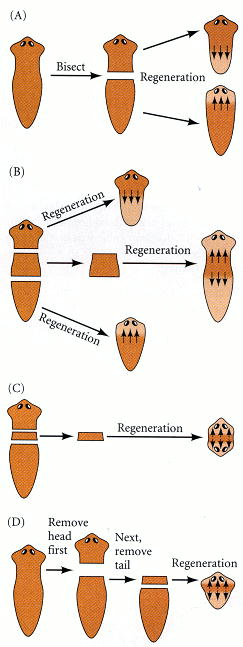 (A)
Bisect
Regeneration
(B)
Regeneration
Regeneration
Regeneration
(C)
Regeneration
(D)
Remove
head
first
Next,
remove
tail
Regeneration